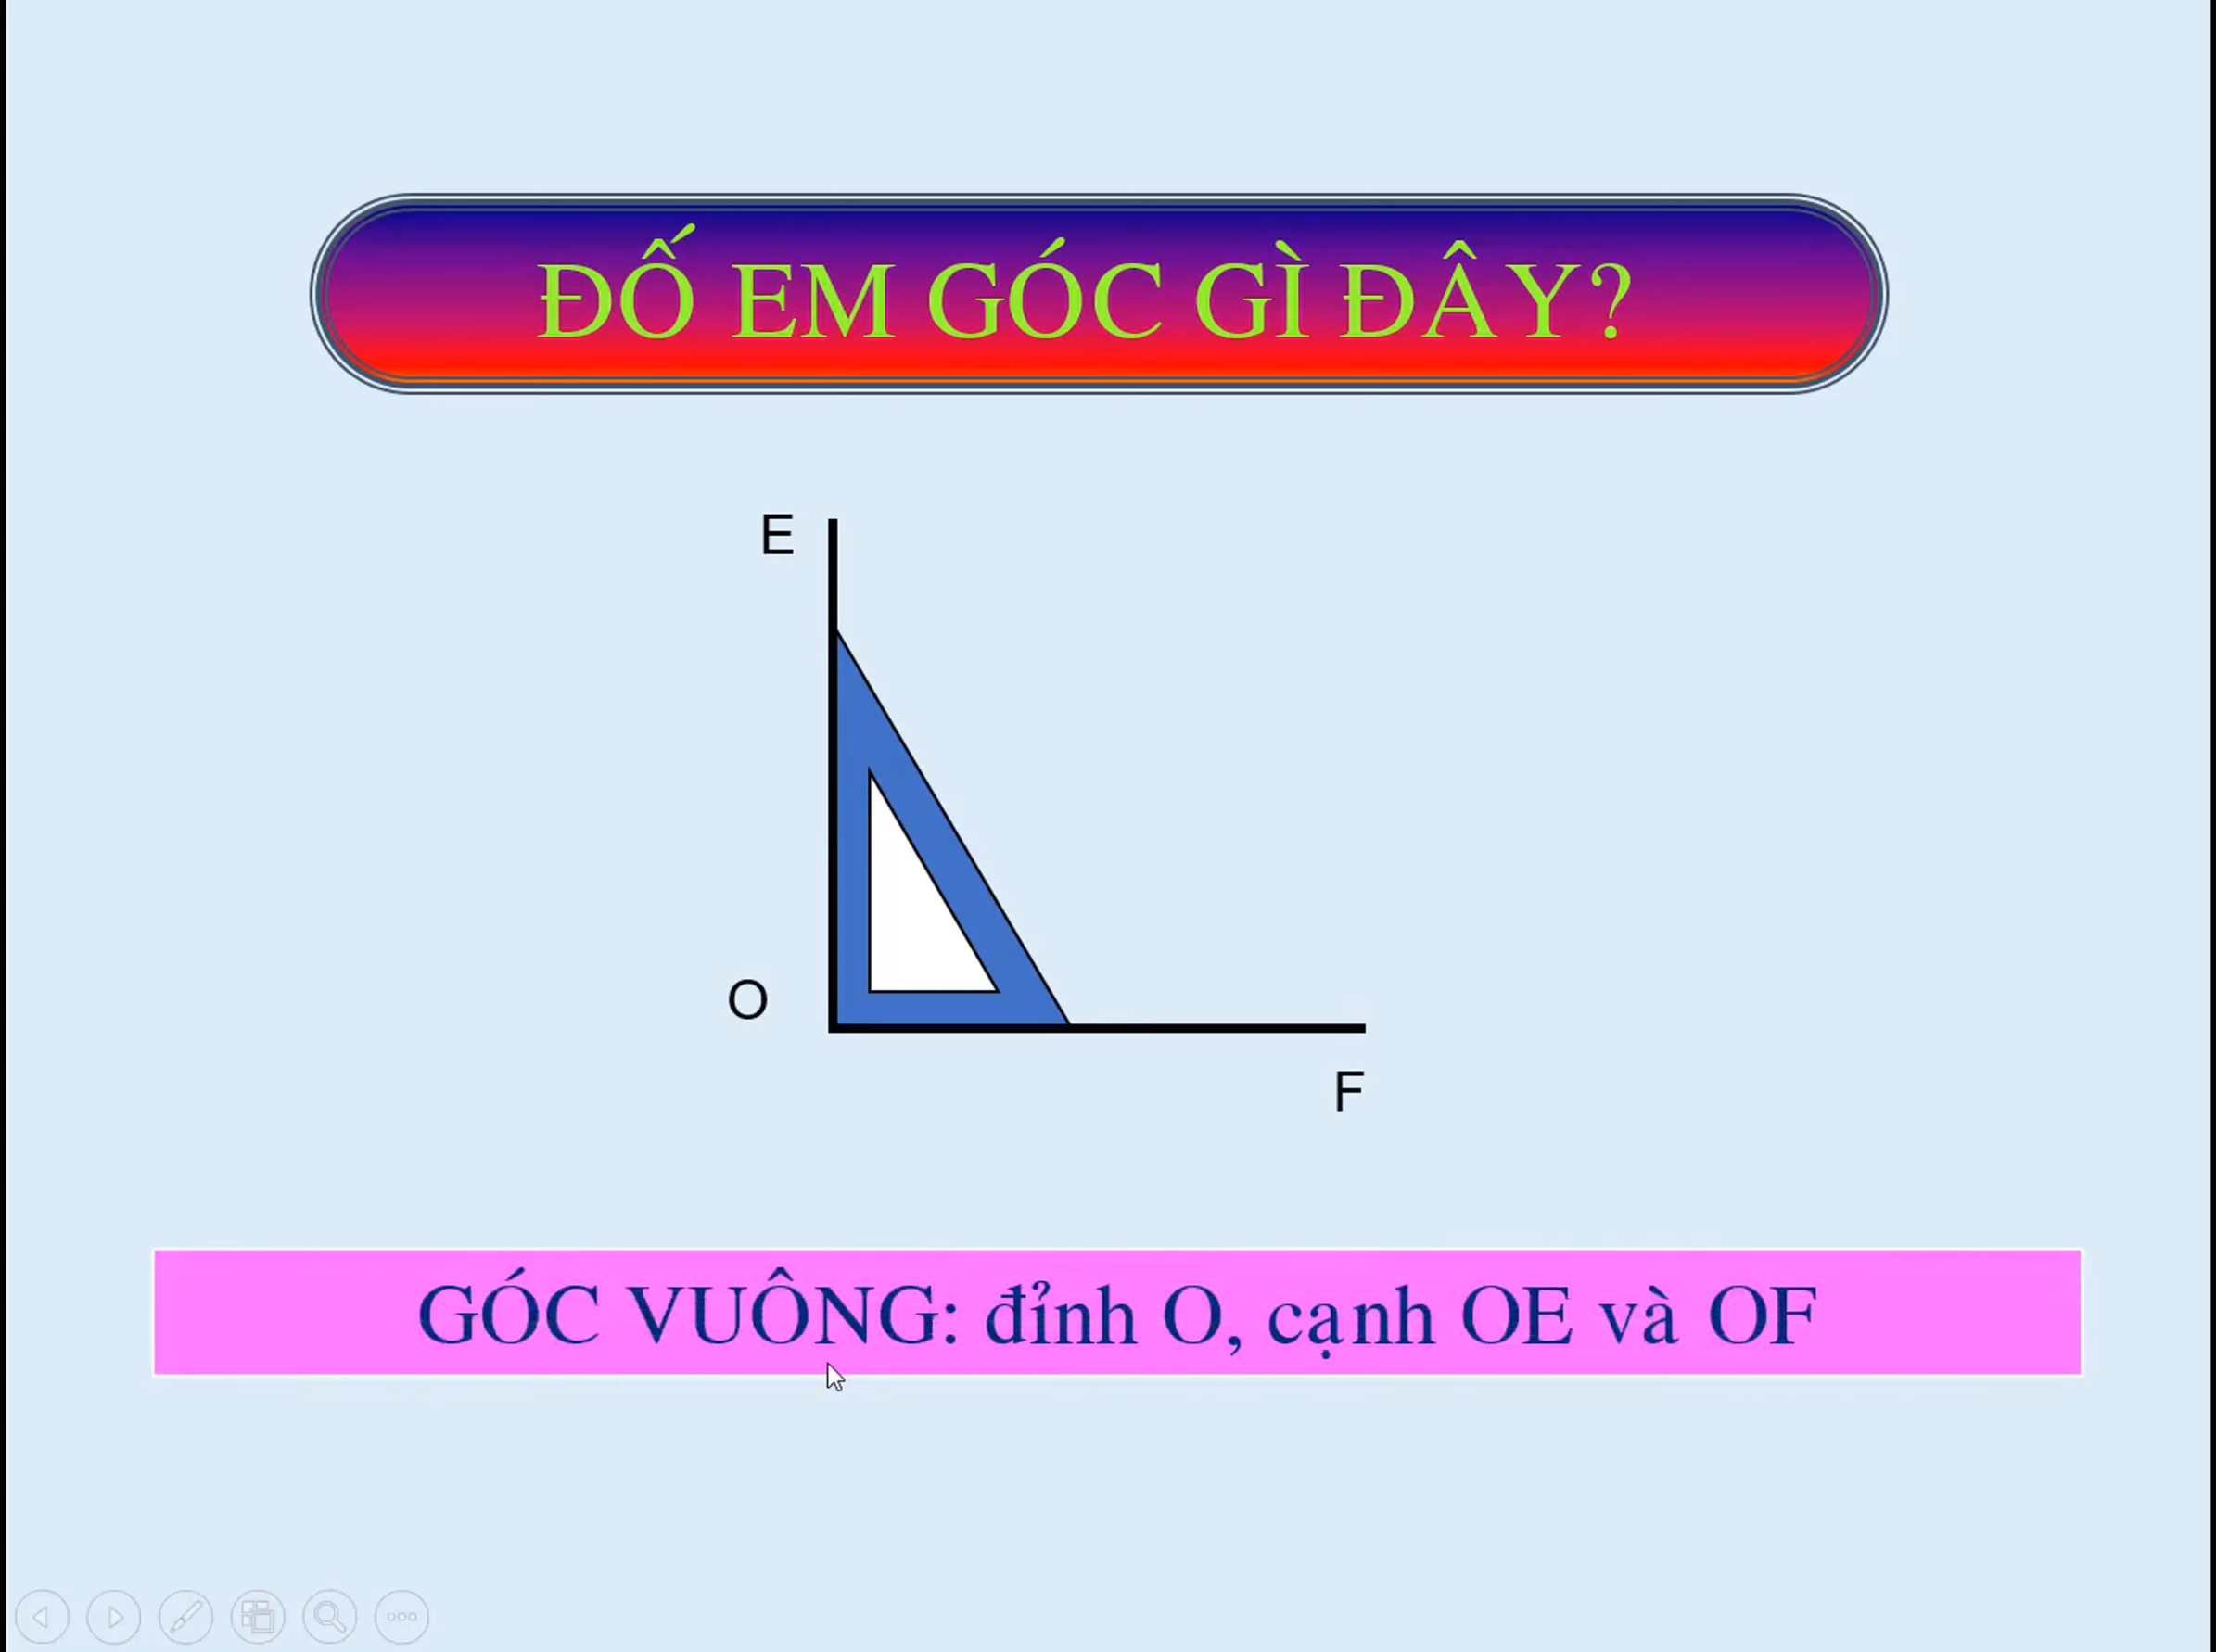 ĐỐ EM GÓC GÌ ĐÂY?
E
O
F
GÓC VUÔNG: đỉnh O, cạnh OE và OF